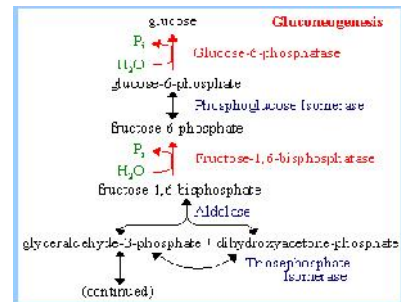 glucose Gluconeogenesis
Pi
Glucose-6-phosphatase
H2O
glucose-6-phosphate
Phosphoglucose Isomerase
fructose-6-phosphate
Pi
Fructose-1,6-bisphosphatase
H2O
fructose-1,6-bisphosphate
Aldolase
glyceraldehyde-3-phosphate + dihydroxyacetone-phosphate
Triosephosphate
Isomerase
(continued)